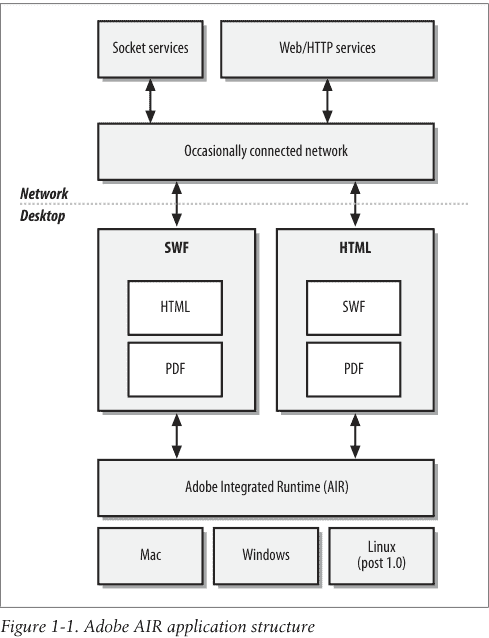 Socket services
Web/HTTP services
Occasionally connected network
Network
Desktop
SWF
HTML
HTML
SWF
PDF
PDF
Adobe Integrated Runtime (AIR)
Mac
Windows
Linux
(post 1.0)
Figure 1-1. Adobe AIR application structure